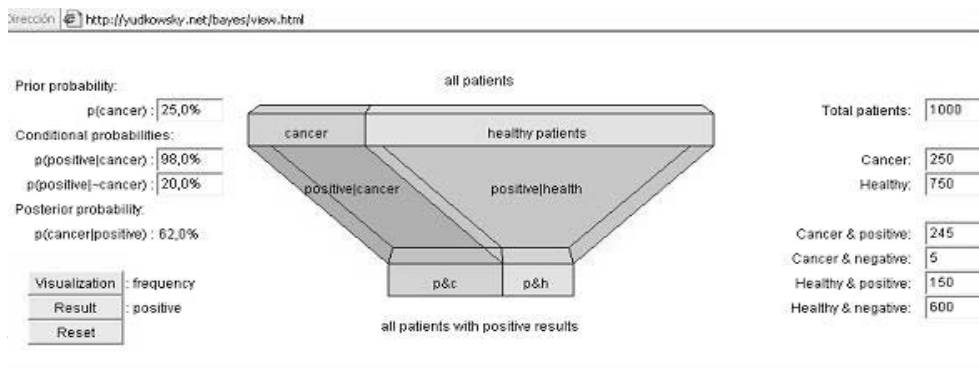 Dirección http://yudkowsky.net/bayes/view.html
Prior probability:
p(cancer) : 25,0%
Conditional probabilities:
p(positive|cancer) : 98,0%
p(positive|~cancer) : 20,0%
Posterior probability:
p(cancer|positive) : 62,0%
Visualization : frequency
Result : positive
Reset
all patients
cancer healthy patients
positive|cancer positive|health
p&c p&h
all patients with positive results
Total patients: 1000
Cancer: 250
Healthy: 750
Cancer & positive: 245
Cancer & negative: 5
Healthy & positive: 150
Healthy & negative: 600